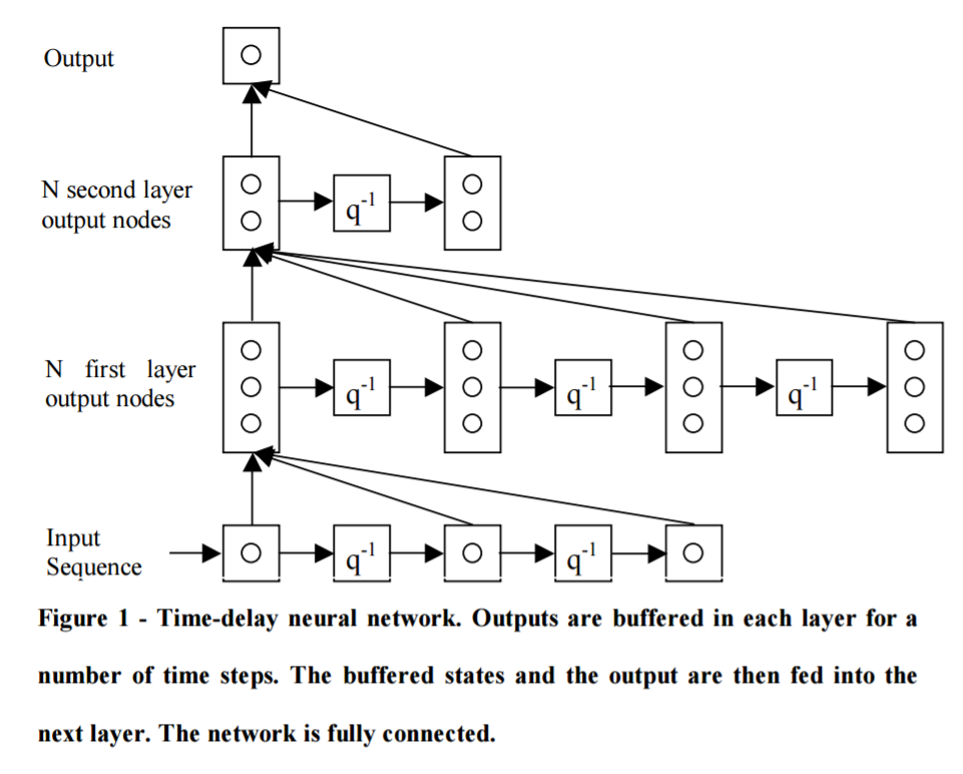 Output
N second layer
output nodes
q-1
N first layer
output nodes
q-1
q-1
q-1
Input
Sequence
q-1
q-1
Figure 1 - Time-delay neural network. Outputs are buffered in each layer for a
number of time steps. The buffered states and the output are then fed into the
next layer. The network is fully connected.